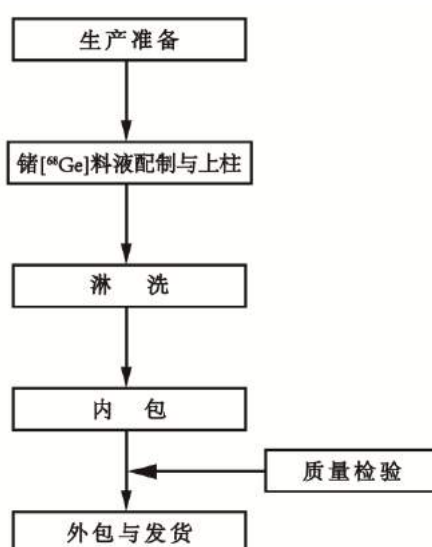 生产准备
锗[⁶⁸Ge]料液配制与上柱
淋 洗
内 包
质量检验
外包与发货